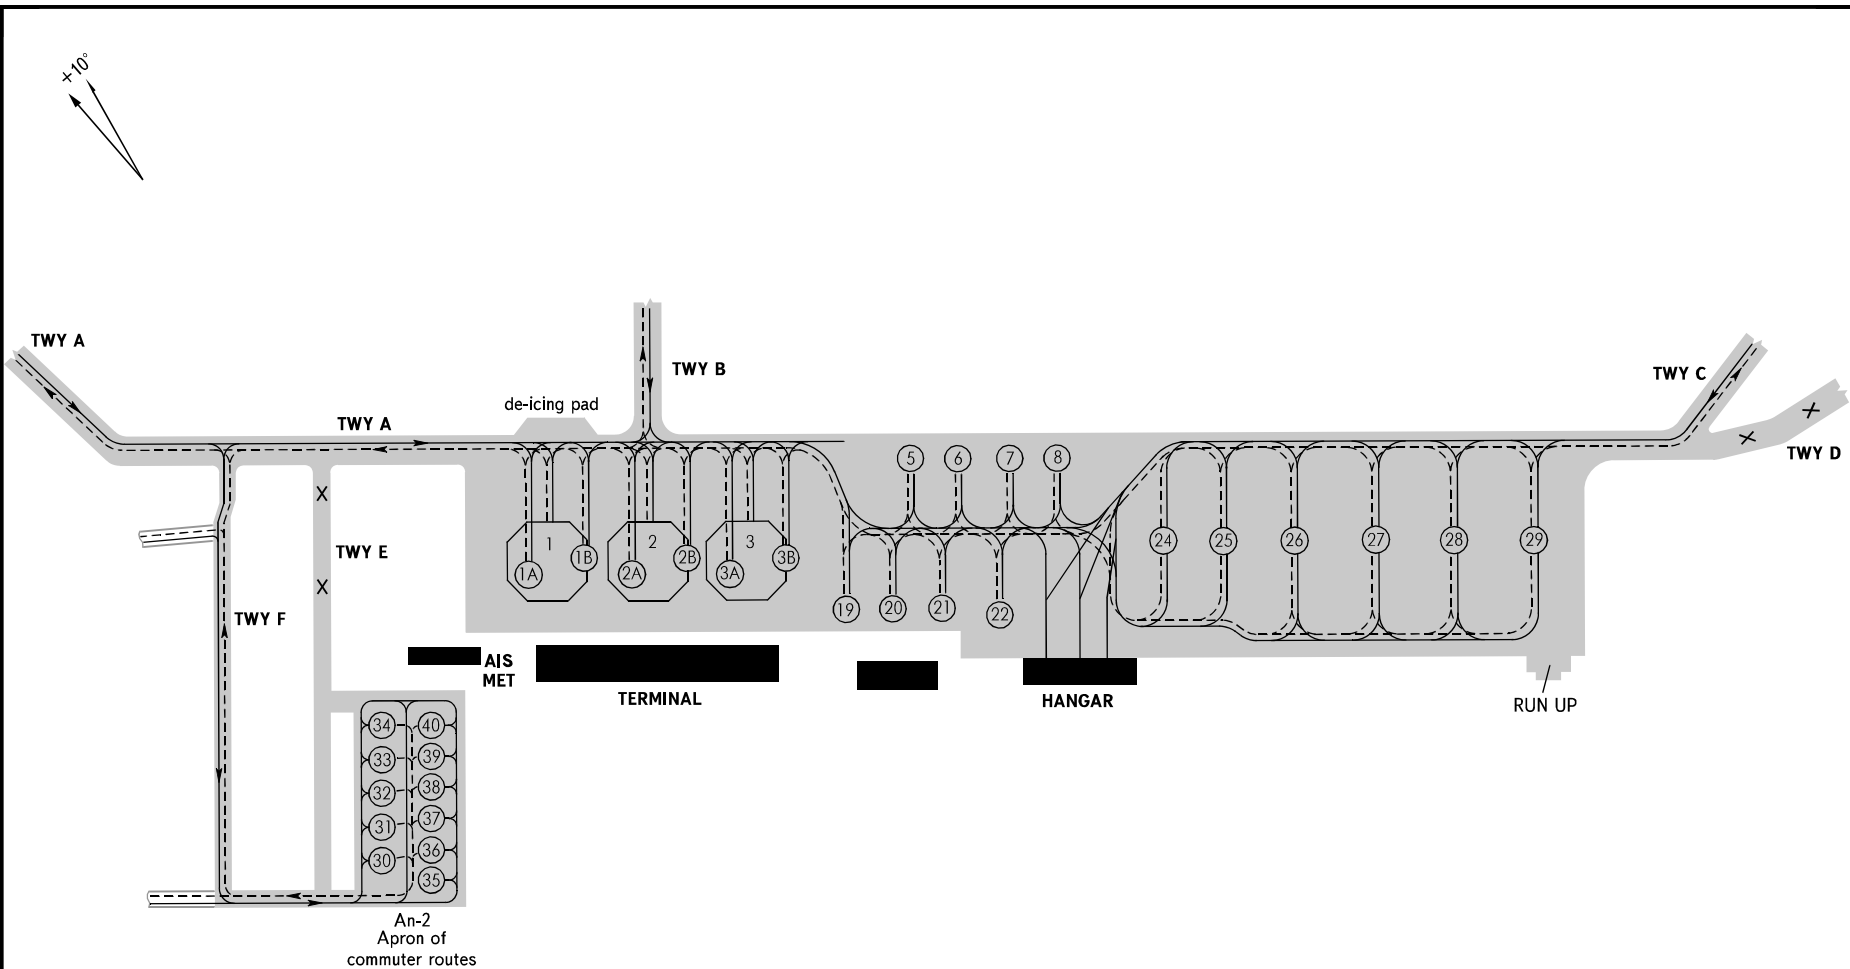 +10°
TWY A
TWY B
TWY C
de-icing pad
TWY A
TWY D
5
6
7
8
X
X
X
1
2
3
1B
2B
3B
24
25
26
27
28
29
TWY E
1A
2A
3A
X
19
20
21
22
TWY F
AIS
MET
TERMINAL
HANGAR
RUN UP
34
40
33
39
32
38
31
37
30
36
35
An-2
Apron of
commuter routes